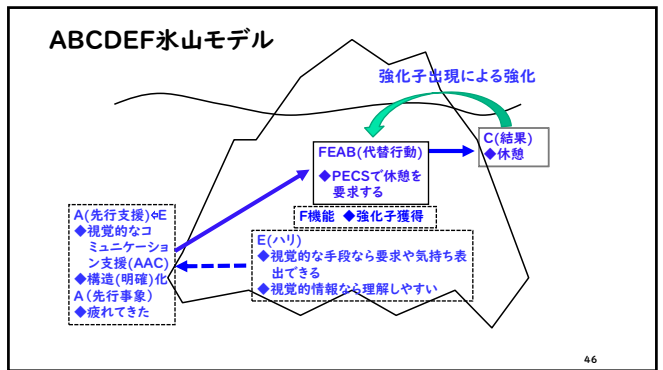 ABCDEF氷山モデル
強化子出現による強化
C(結果)
◆休憩
FEAB(代替行動)
◆PECSで休憩を
要求する
F機能 ◆強化子獲得
A(先行支援)⇦E
◆視覚的なコ
ミュニケーショ
ン支援(AAC)
◆構造(明確)化
A(先行事象)
◆疲れてきた
E(ハリ)
◆視覚的な手段なら要求や気持ち表
出できる
◆視覚的情報なら理解しやすい
46